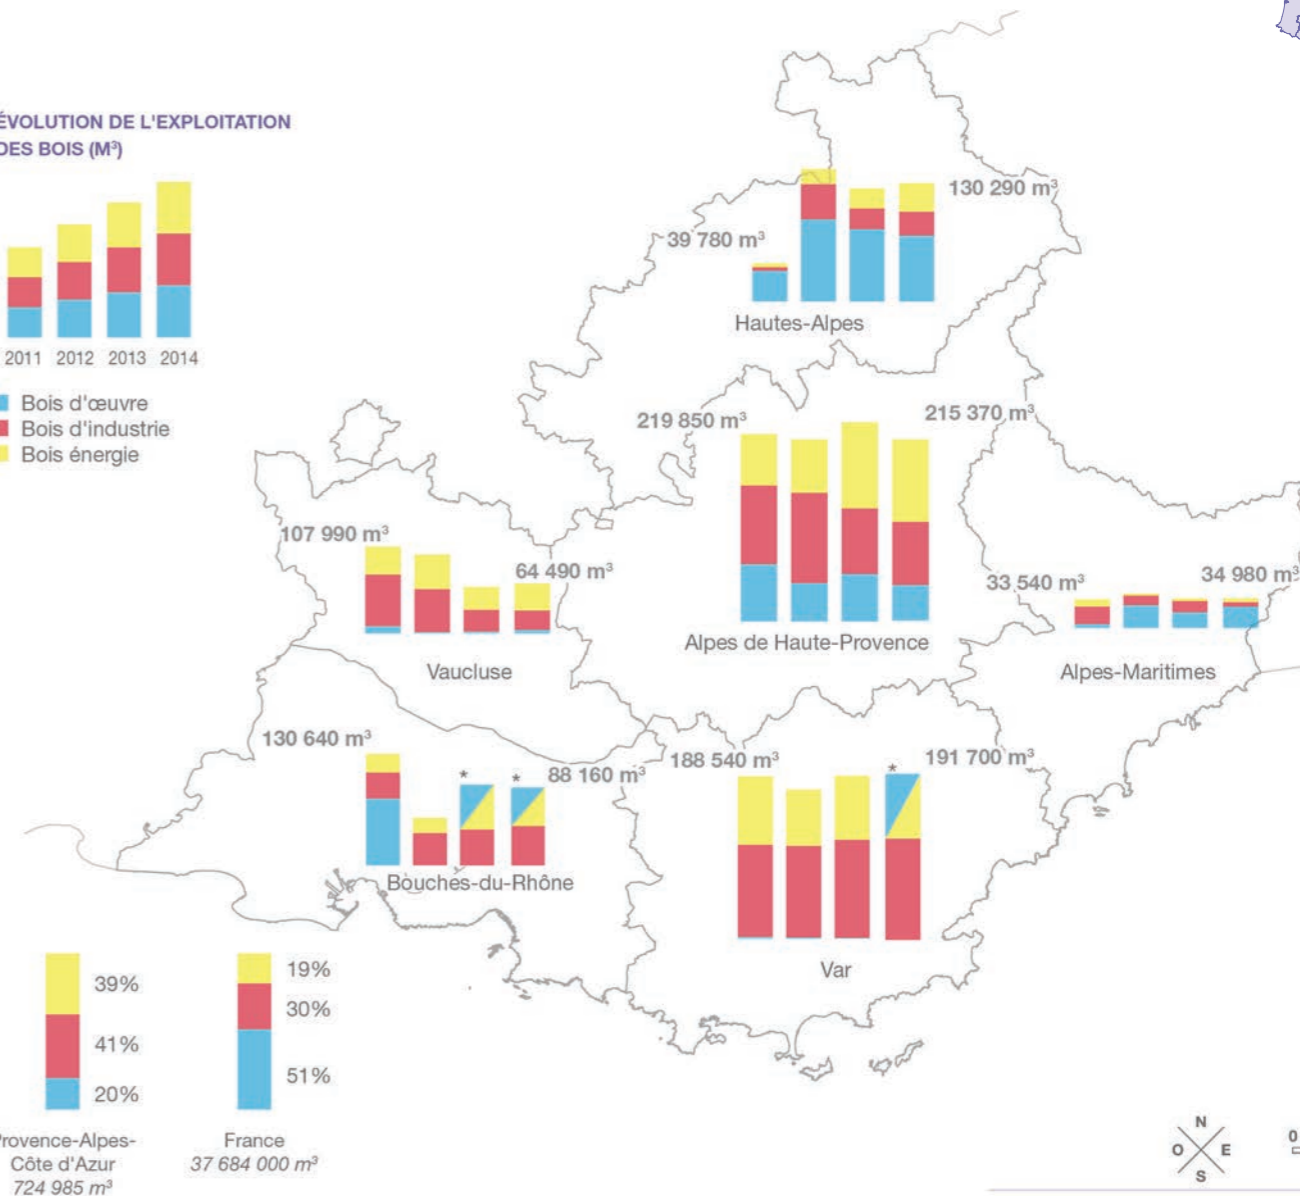 ÉVOLUTION DE L'EXPLOITATION
DES BOIS (M³)
2011 2012 2013 2014
Bois d'œuvre
Bois d'industrie
Bois énergie
39 780 m³
130 290 m³
Hautes-Alpes
219 850 m³
215 370 m³
Alpes de Haute-Provence
107 990 m³
64 490 m³
Vaucluse
33 540 m³
34 980 m³
Alpes-Maritimes
130 640 m³
* *
88 160 m³
Bouches-du-Rhône
188 540 m³
*
191 700 m³
Var
39%
41%
20%
Provence-Alpes-
Côte d'Azur
724 985 m³
19%
30%
51%
France
37 684 000 m³
N
O E
S
0